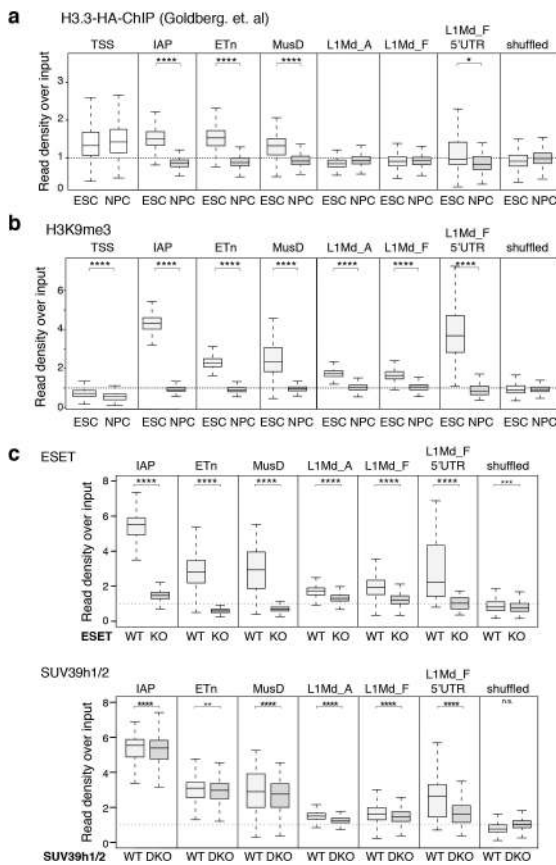 a H3.3-HA-ChIP (Goldberg. et. al)
L1Md_F
TSS IAP ETn MusD L1Md_A L1Md_F 5'UTR shuffled
**** **** **** *
Read density over input
3
2
1
0
ESC NPC ESC NPC ESC NPC ESC NPC ESC NPC ESC NPC ESC NPC ESC NPC
b H3K9me3
L1Md_F
TSS IAP ETn MusD L1Md_A L1Md_F 5'UTR shuffled
**** **** **** **** **** **** ****
Read density over input
6
4
2
1
0
ESC NPC ESC NPC ESC NPC ESC NPC ESC NPC ESC NPC ESC NPC ESC NPC
c ESET
L1Md_F
IAP ETn MusD L1Md_A L1Md_F 5'UTR shuffled
**** **** **** **** **** **** ***
Read density over input
8
6
4
2
0
ESET WT KO WT KO WT KO WT KO WT KO WT KO WT KO
SUV39h1/2
L1Md_F
IAP ETn MusD L1Md_A L1Md_F 5'UTR shuffled
**** ** **** **** **** **** n.s.
Read density over input
8
6
4
2
0
SUV39h1/2 WT DKO WT DKO WT DKO WT DKO WT DKO WT DKO WT DKO